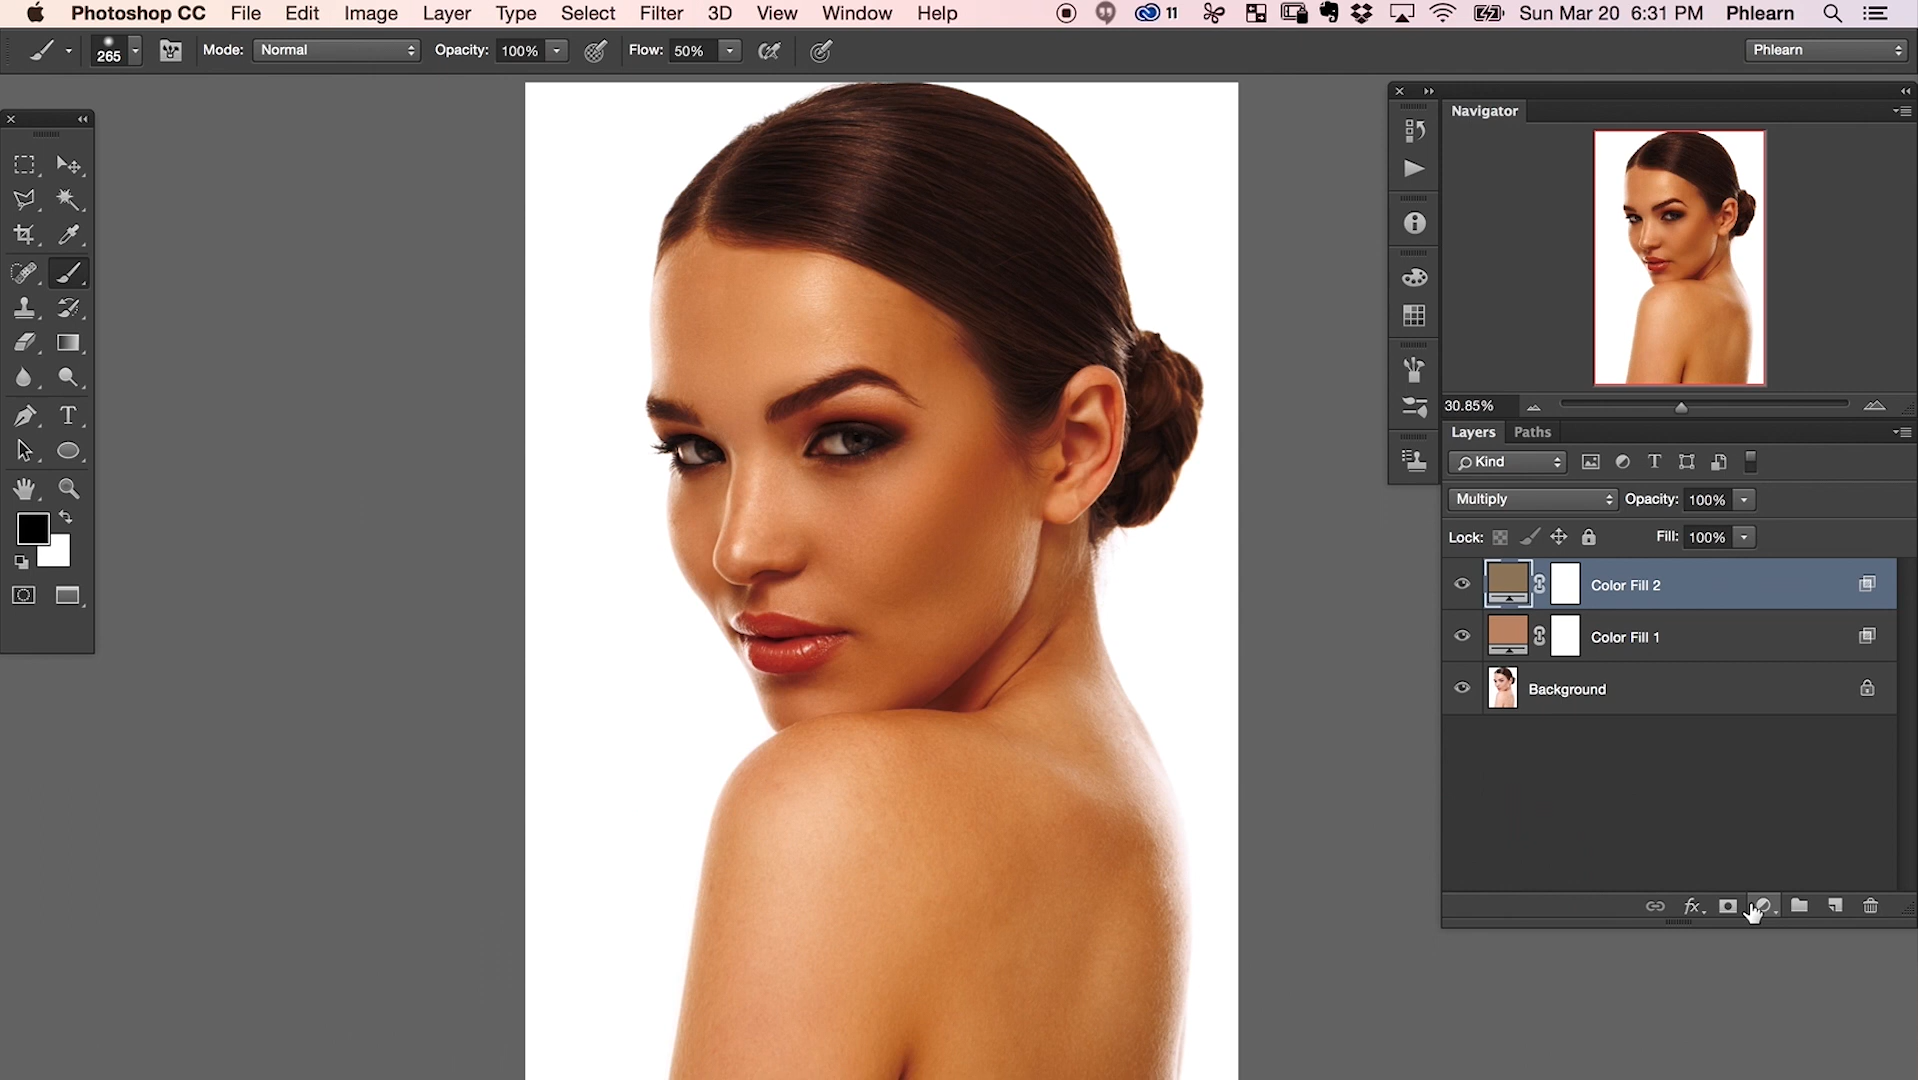 Photoshop CC File Edit Image Layer Type Select Filter 3D View Window Help 11 Sun Mar 20 6:31 PM Phlearn
265 Mode: Normal Opacity: 100% Flow: 50% Phlearn
Navigator
30.85%
Layers Paths
Kind
Multiply Opacity: 100%
Lock: Fill: 100%
Color Fill 2
Color Fill 1
Background
fx